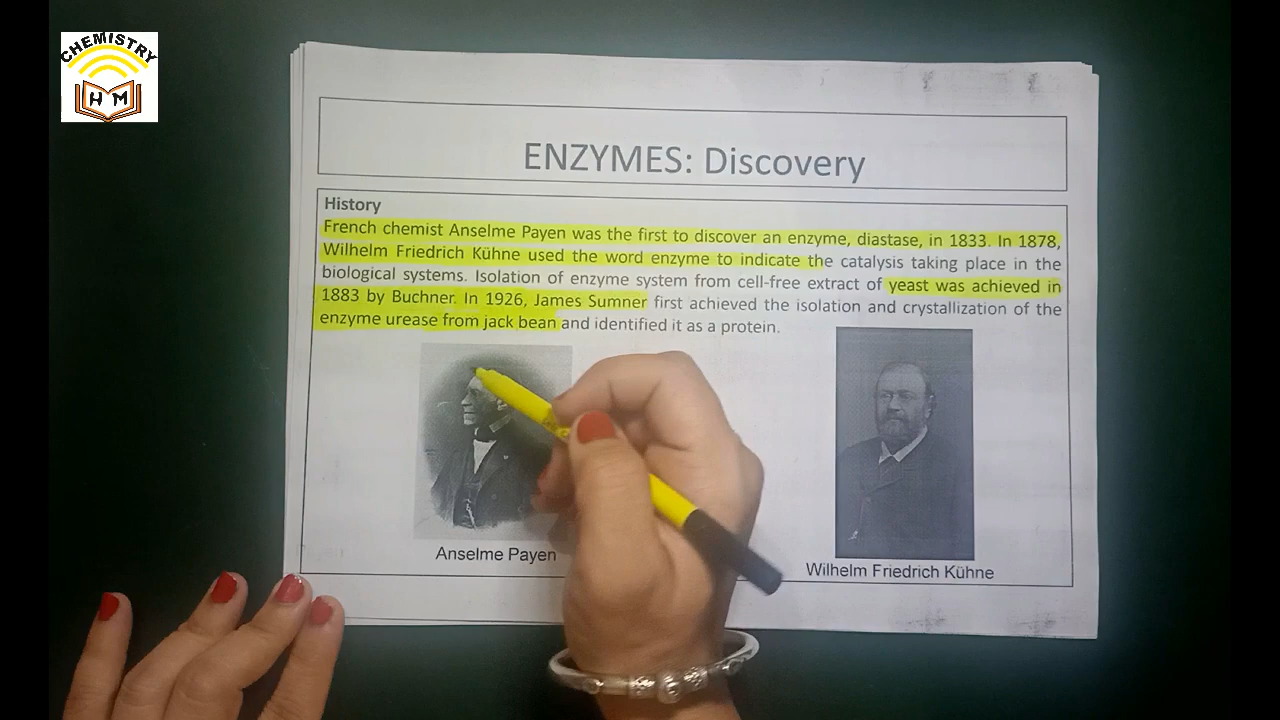 CHEMISTRY
H M
ENZYMES: Discovery
History
French chemist Anselme Payen was the first to discover an enzyme, diastase, in 1833. In 1878,
Wilhelm Friedrich Kühne used the word enzyme to indicate the catalysis taking place in the
biological systems. Isolation of enzyme system from cell-free extract of yeast was achieved in
1883 by Buchner. In 1926, James Sumner first achieved the isolation and crystallization of the
enzyme urease from jack bean and identified it as a protein.
Anselme Payen
Wilhelm Friedrich Kühne